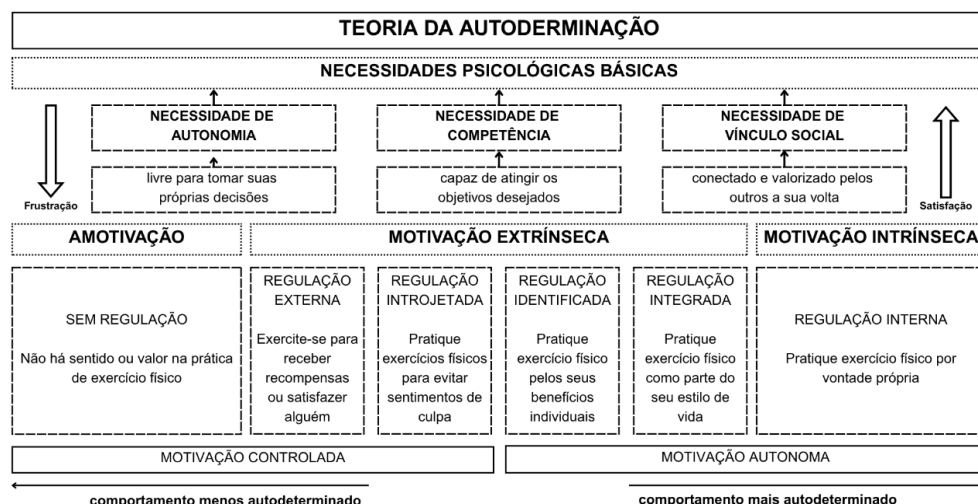 TEORIA DA AUTODERMINAÇÃO
NECESSIDADES PSICOLÓGICAS BÁSICAS
NECESSIDADE DE
AUTONOMIA
NECESSIDADE DE
COMPETÊNCIA
NECESSIDADE DE
VÍNCULO SOCIAL
livre para tomar suas
próprias decisões
capaz de atingir os
objetivos desejados
conectado e valorizado pelos
outros a sua volta
Frustração
Satisfação
AMOTIVAÇÃO
MOTIVAÇÃO EXTRÍNSECA
MOTIVAÇÃO INTRÍNSECA
SEM REGULAÇÃO
Não há sentido ou valor na prática
de exercício físico
REGULAÇÃO
EXTERNA
Exercite-se para
receber
recompensas
ou satisfazer
alguém
REGULAÇÃO
INTROJETADA
Pratique
exercícios físicos
para evitar
sentimentos de
culpa
REGULAÇÃO
IDENTIFICADA
Pratique
exercício físico
pelos seus
benefícios
individuais
REGULAÇÃO
INTEGRADA
Pratique
exercício físico
como parte do
seu estilo de
vida
REGULAÇÃO INTERNA
Pratique exercício físico por
vontade própria
MOTIVAÇÃO CONTROLADA
MOTIVAÇÃO AUTONOMA
comportamento menos autodeterminado
comportamento mais autodeterminado